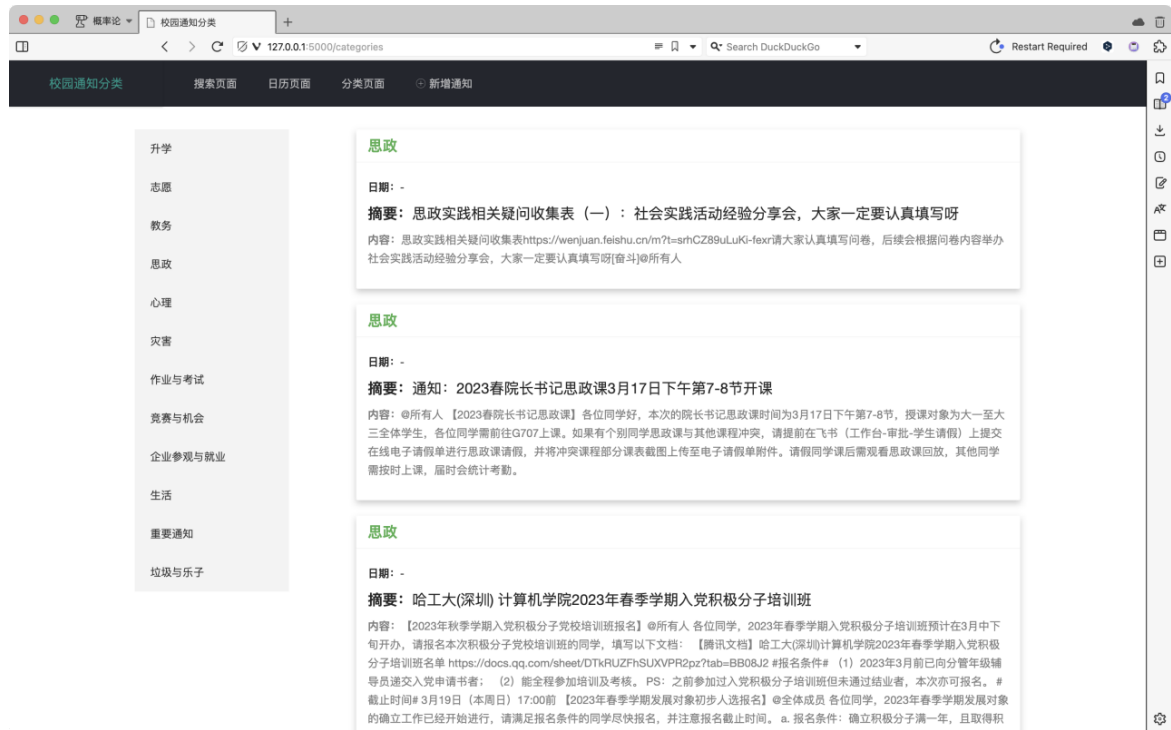 概率论
校园通知分类
127.0.0.1:5000/categories
Search DuckDuckGo
Restart Required
2
校园通知分类
搜索页面
日历页面
分类页面
新增通知
升学
志愿
教务
思政
心理
灾害
作业与考试
竞赛与机会
企业参观与就业
生活
重要通知
垃圾与乐子
思政
日期: -
摘要：思政实践相关疑问收集表（一）：社会实践活动经验分享会，大家一定要认真填写呀
内容：思政实践相关疑问收集表https://wenjuan.feishu.cn/m?t=srhCZ89uLuKi-fexr请大家认真填写问卷，后续会根据问卷内容举办
社会实践活动经验分享会，大家一定要认真填写呀[奋斗]@所有人
思政
日期: -
摘要：通知：2023春院长书记思政课3月17日下午第7-8节开课
内容：@所有人 【2023春院长书记思政课】各位同学好，本次的院长书记思政课时间为3月17日下午第7-8节，授课对象为大一至大
三全体学生，各位同学需前往G707上课。如果有个别同学思政课与其他课程冲突，请提前在飞书（工作台-审批-学生请假）上提交
在线电子请假单进行思政课请假，并将冲突课程部分课表截图上传至电子请假单附件。请假同学课后需观看思政课回放，其他同学
需按时上课，届时会统计考勤。
思政
日期: -
摘要：哈工大(深圳) 计算机学院2023年春季学期入党积极分子培训班
内容：【2023年秋季学期入党积极分子党校培训班报名】@所有人 各位同学，2023年春季学期入党积极分子培训班预计在3月中下
旬开办，请报名本次积极分子党校培训班的同学，填写以下文档： 【腾讯文档】哈工大(深圳)计算机学院2023年春季学期入党积极
分子培训班名单 https://docs.qq.com/sheet/DTkRUZFhSUXVPR2pz?tab=BB08J2 #报名条件# （1）2023年3月前已向分管年级辅
导员递交入党申请书者； （2）能全程参加培训及考核。 PS：之前参加过入党积极分子培训班但未通过结业者，本次亦可报名。 #
截止时间# 3月19日（本周日）17:00前 【2023年春季学期发展对象初步人选报名】@全体成员 各位同学，2023年春季学期发展对象
的确立工作已经开始进行，请满足报名条件的同学尽快报名，并注意报名截止时间。 a. 报名条件：确立积极分子满一年，且取得积